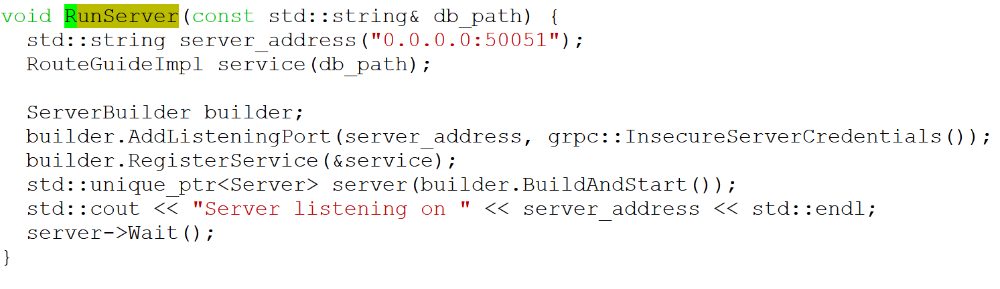 void RunServer(const std::string& db_path) {
  std::string server_address("0.0.0.0:50051");
  RouteGuideImpl service(db_path);

  ServerBuilder builder;
  builder.AddListeningPort(server_address, grpc::InsecureServerCredentials());
  builder.RegisterService(&service);
  std::unique_ptr<Server> server(builder.BuildAndStart());
  std::cout << "Server listening on " << server_address << std::endl;
  server->Wait();
}